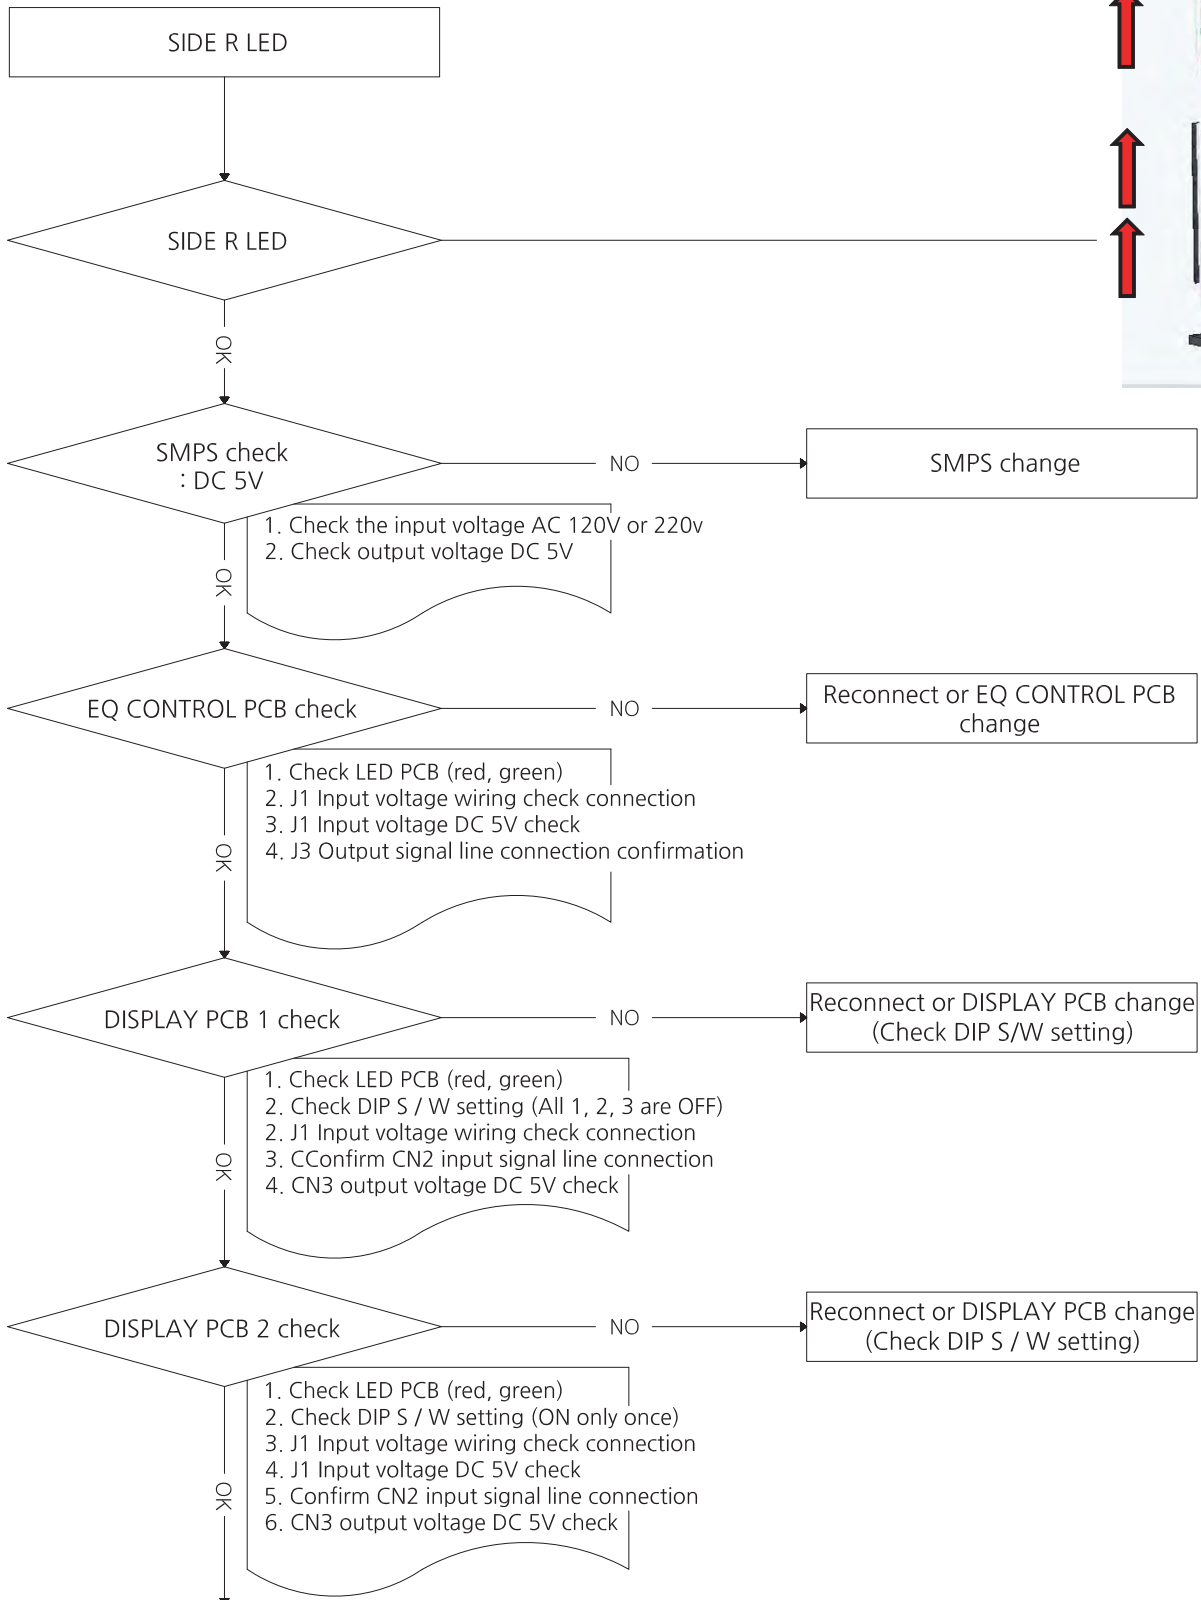 SIDE R LED
SIDE R LED
OK
SMPS check
: DC 5V
NO
SMPS change
1. Check the input voltage AC 120V or 220v
2. Check output voltage DC 5V
OK
EQ CONTROL PCB check
NO
Reconnect or EQ CONTROL PCB
change
1. Check LED PCB (red, green)
2. J1 Input voltage wiring check connection
3. J1 Input voltage DC 5V check
4. J3 Output signal line connection confirmation
OK
DISPLAY PCB 1 check
NO
Reconnect or DISPLAY PCB change
(Check DIP S/W setting)
1. Check LED PCB (red, green)
2. Check DIP S / W setting (All 1, 2, 3 are OFF)
2. J1 Input voltage wiring check connection
3. CConfirm CN2 input signal line connection
4. CN3 output voltage DC 5V check
OK
DISPLAY PCB 2 check
NO
Reconnect or DISPLAY PCB change
(Check DIP S / W setting)
1. Check LED PCB (red, green)
2. Check DIP S / W setting (ON only once)
3. J1 Input voltage wiring check connection
4. J1 Input voltage DC 5V check
5. Confirm CN2 input signal line connection
6. CN3 output voltage DC 5V check
OK